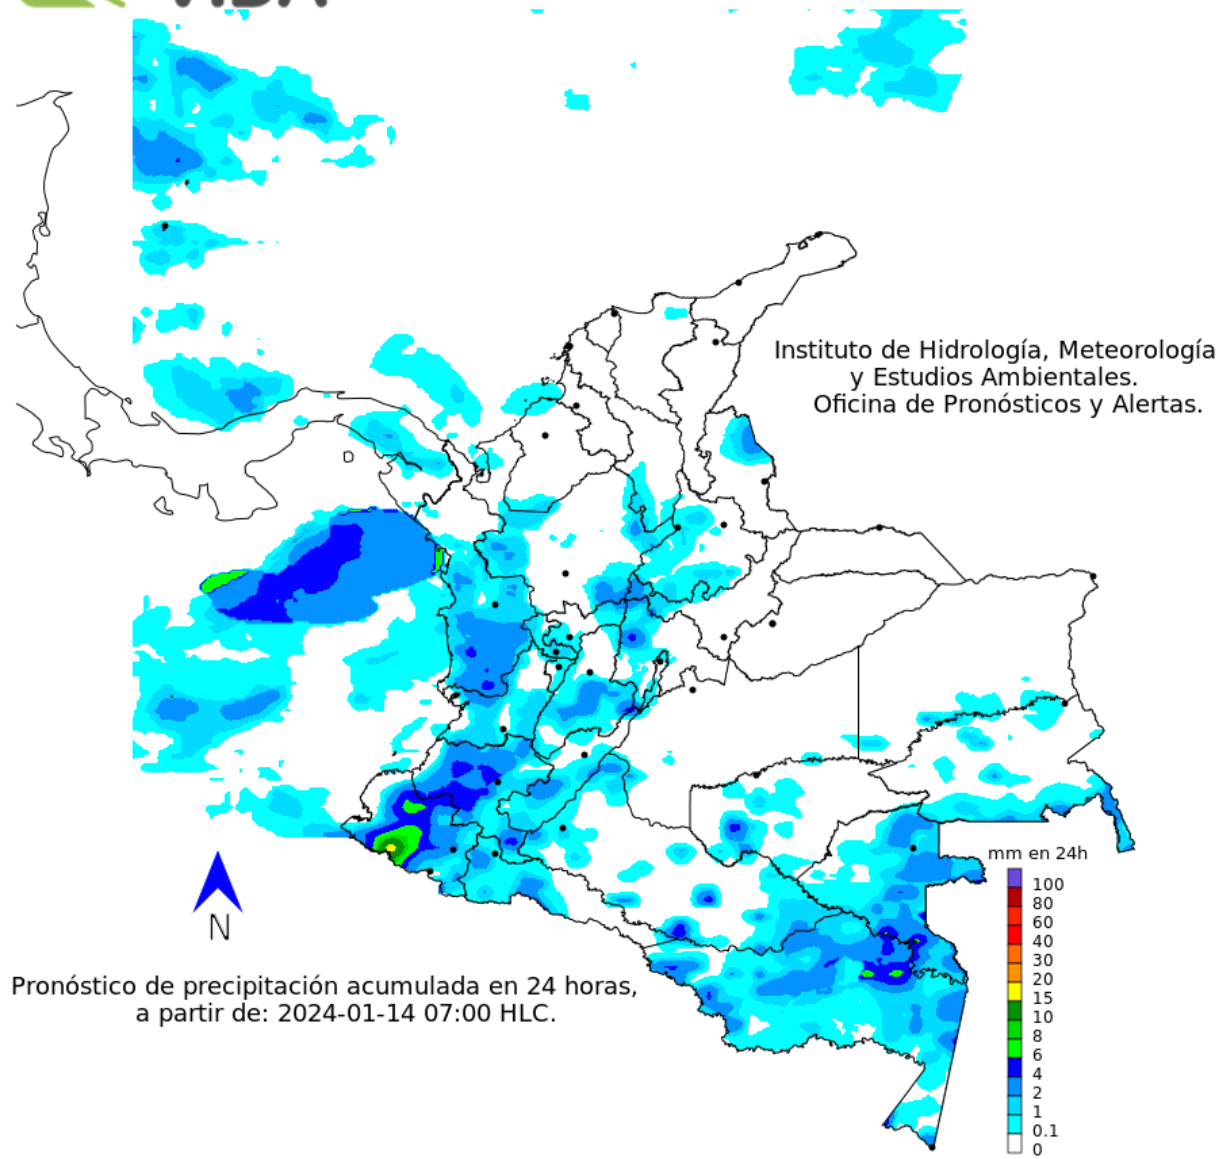 Instituto de Hidrología, Meteorología
y Estudios Ambientales.
Oficina de Pronósticos y Alertas.
mm en 24h
100
80
60
40
30
20
15
10
8
6
4
2
1
0.1
0
N
Pronóstico de precipitación acumulada en 24 horas,
a partir de: 2024-01-14 07:00 HLC.